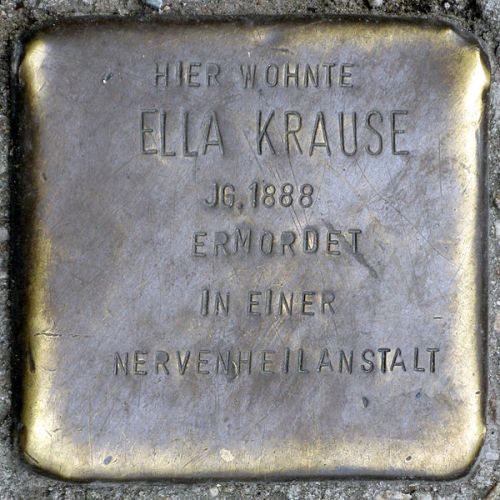 HIER WOHNTE
ELLA KRAUSE
JG. 1888
ERMORDET
IN EINER
NERVENHEILANSTALT